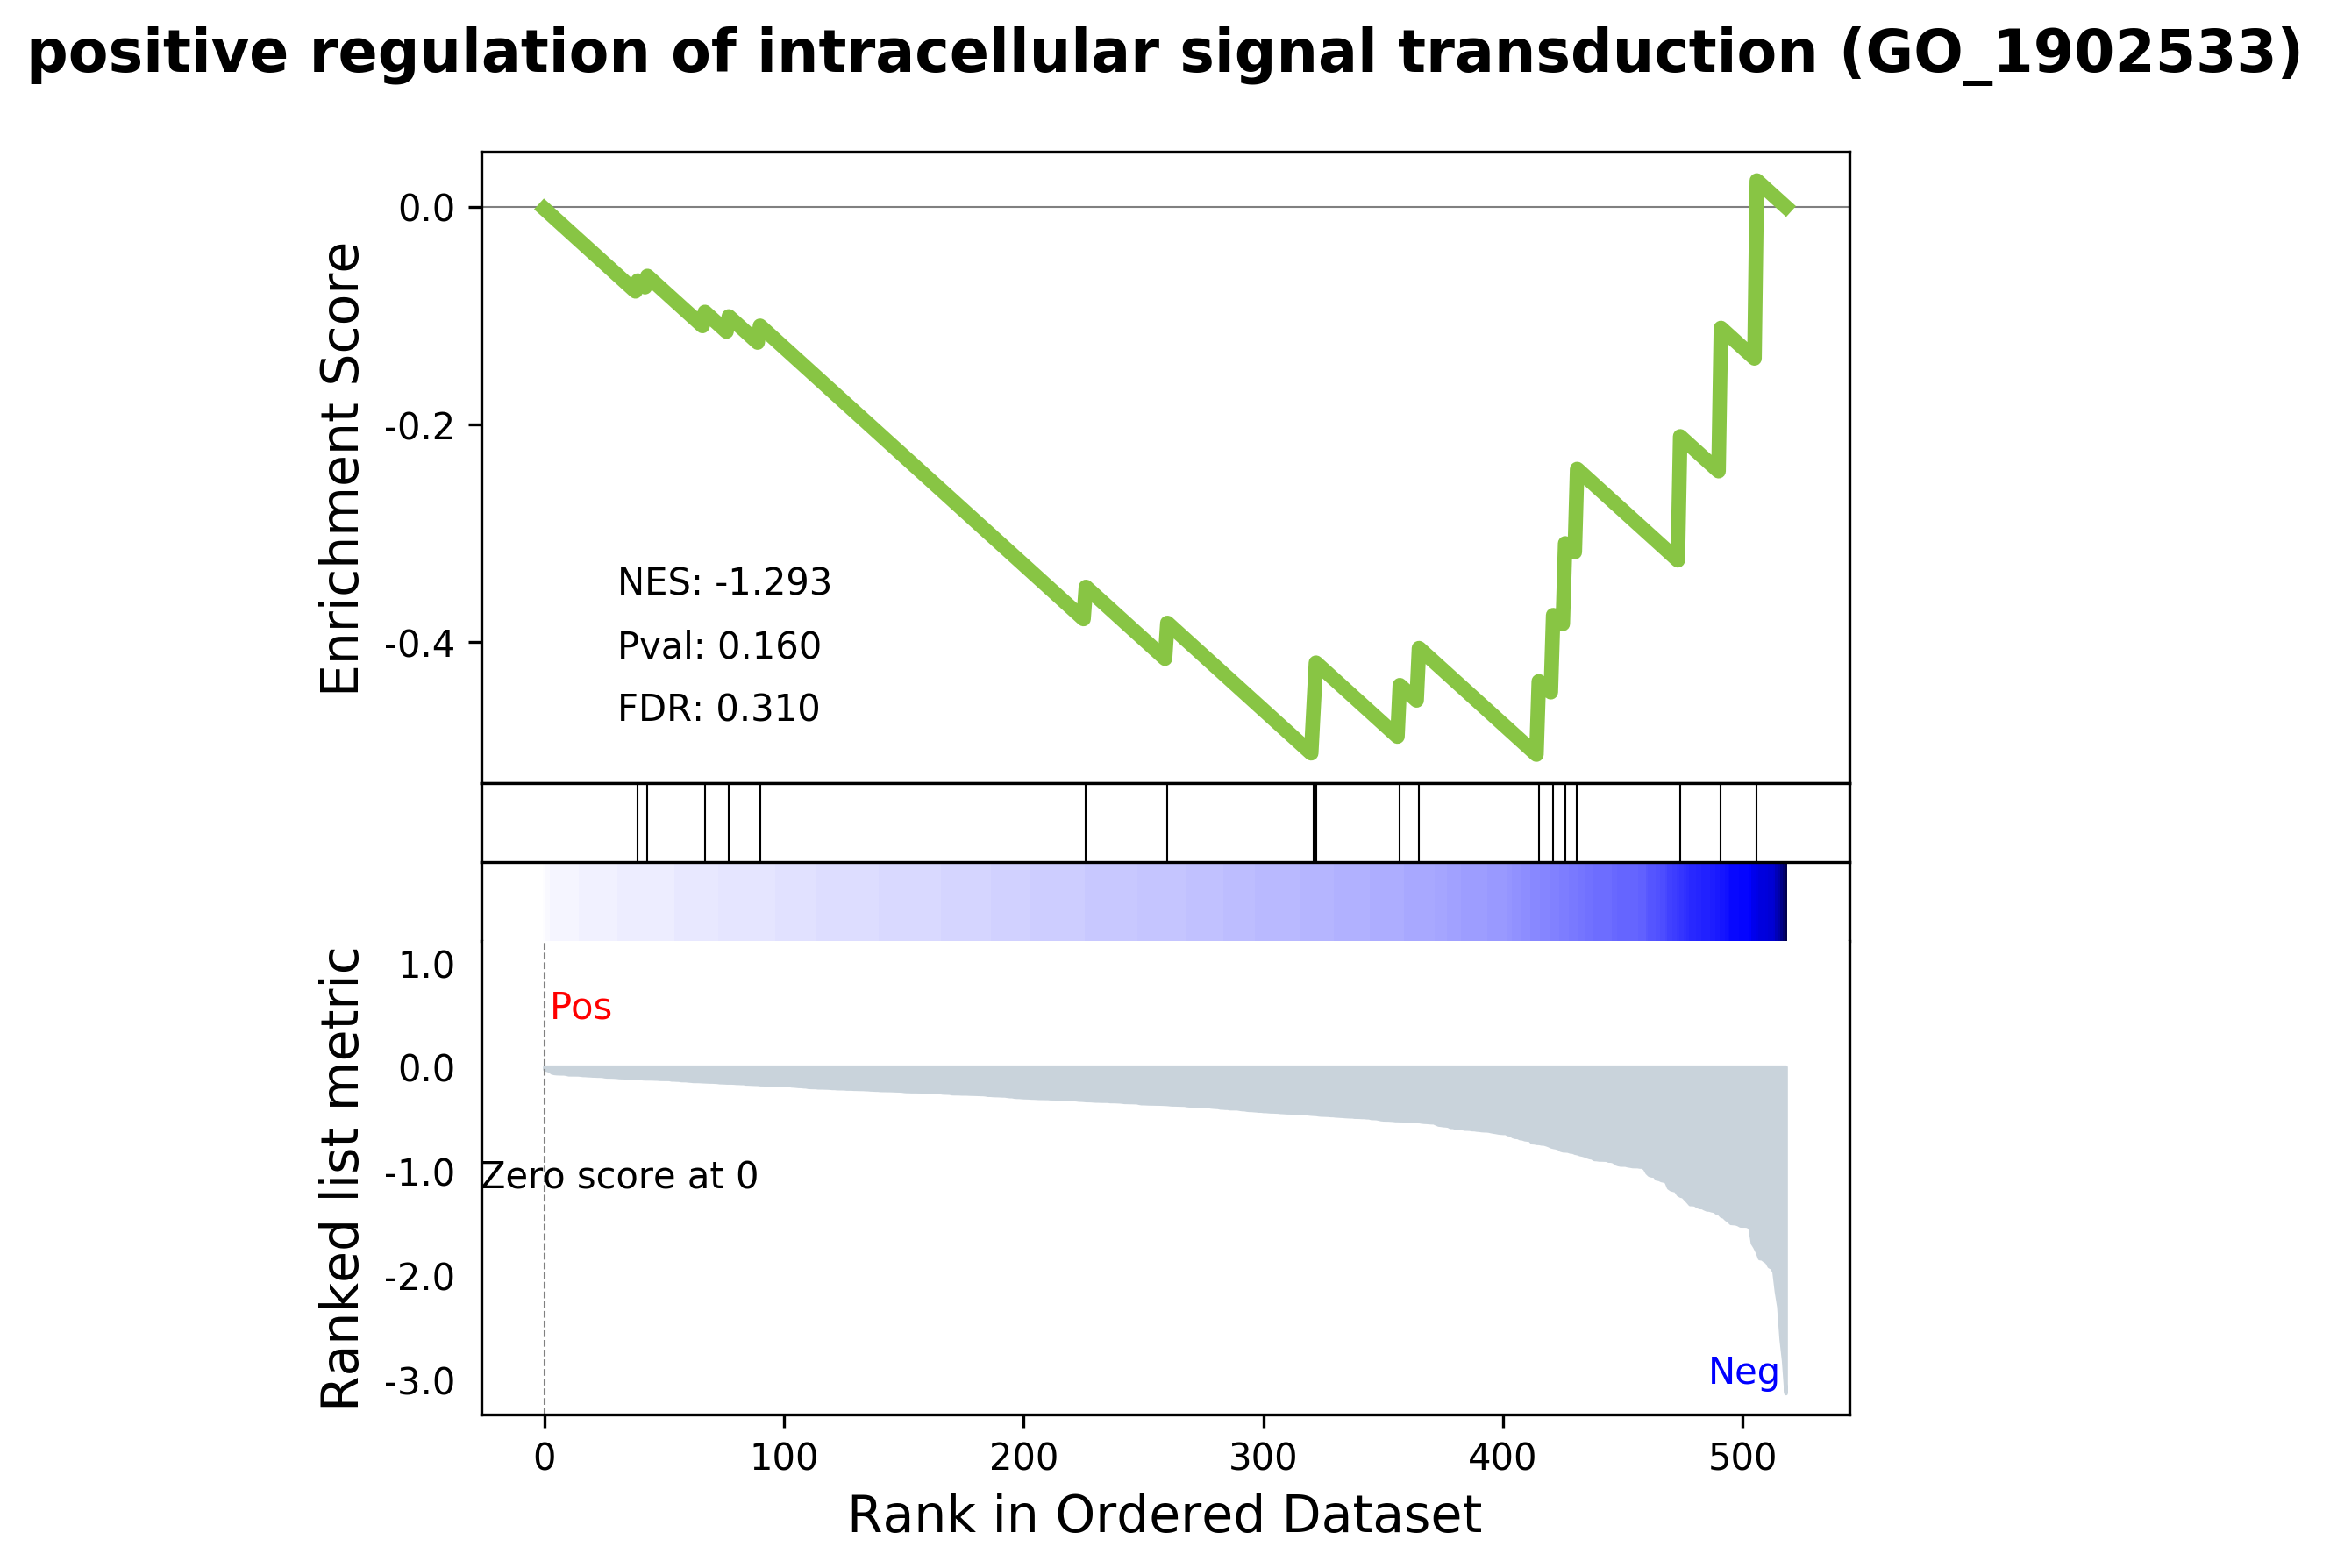 positive regulation of intracellular signal transduction (GO_1902533)
Enrichment Score
0.0
-0.2
-0.4
NES: -1.293
Pval: 0.160
FDR: 0.310
Ranked list metric
1.0
0.0
-1.0
-2.0
-3.0
Pos
Zero score at 0
Neg
0 100 200 300 400 500
Rank in Ordered Dataset